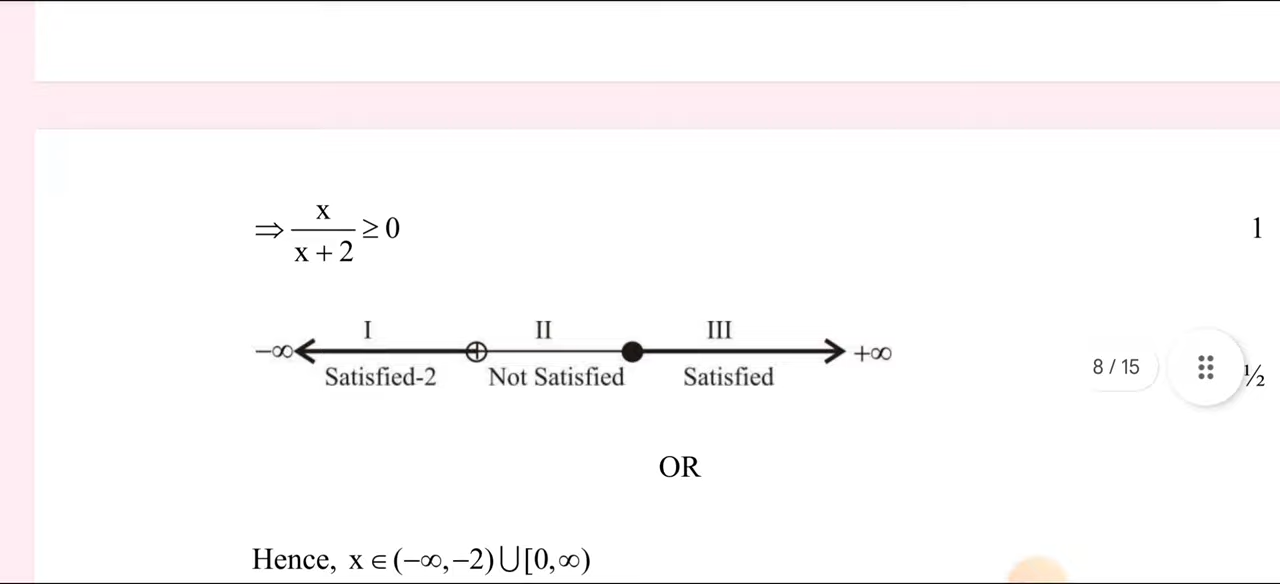 ⇒ x/(x + 2) ≥ 0 1
I II III
−∞ +∞
Satisfied-2 Not Satisfied Satisfied
8 / 15
½
OR
Hence, x ∈ (−∞, −2) ⋃ [0, ∞)